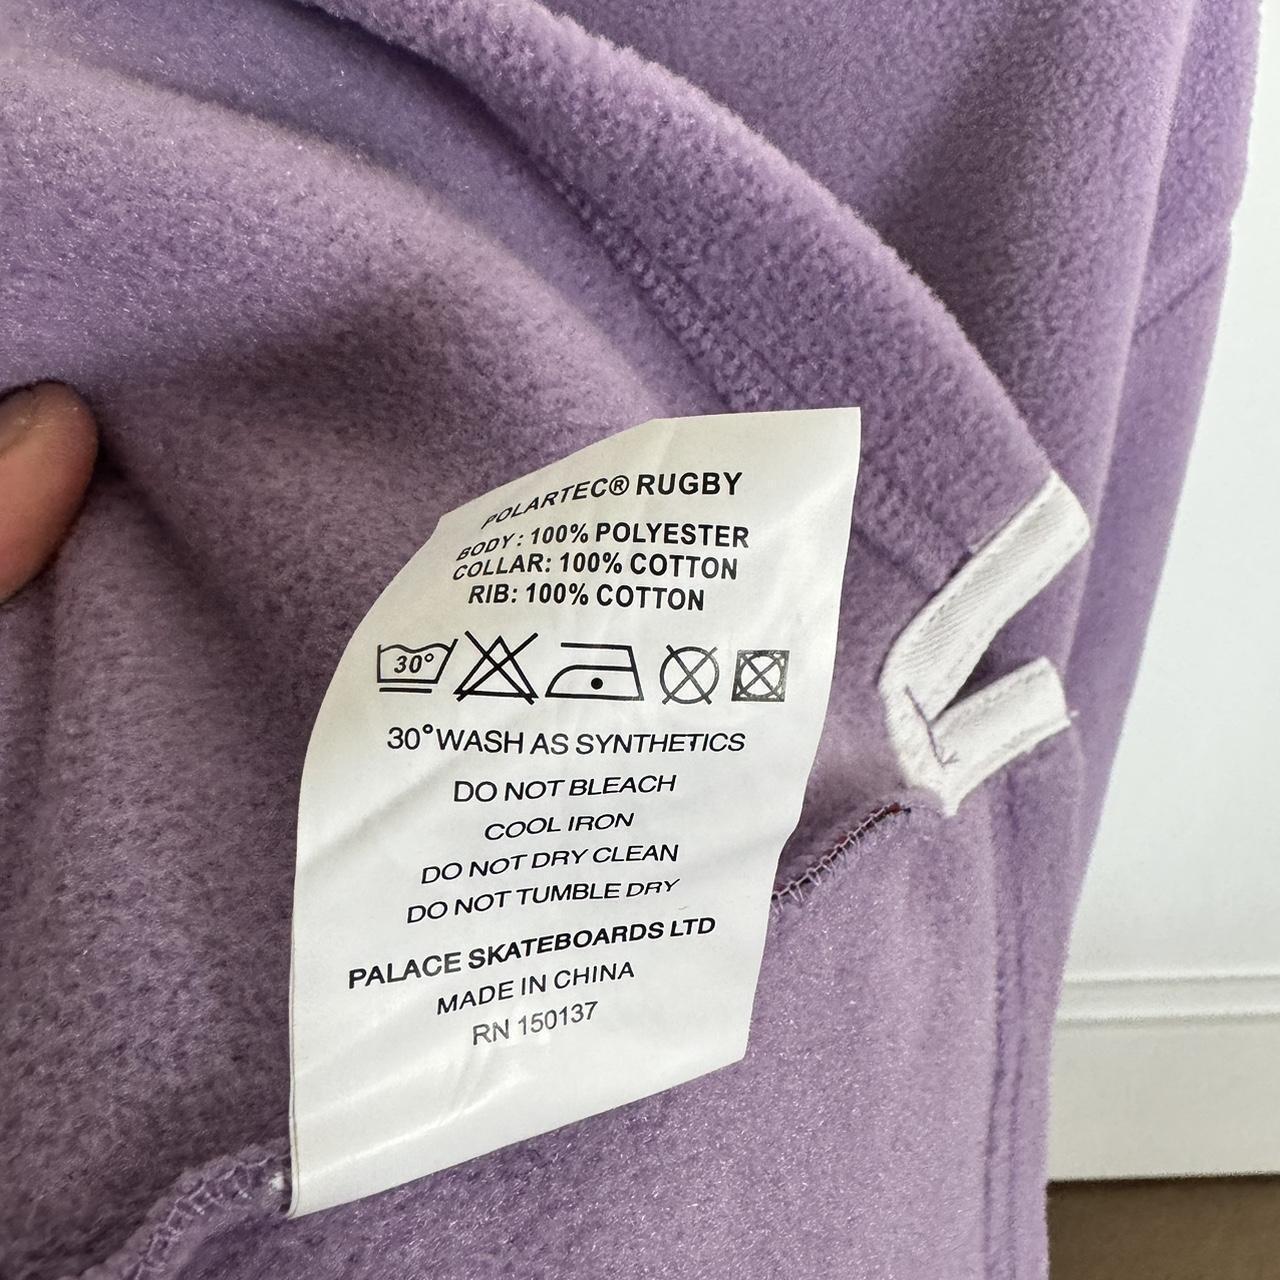 POLARTEC® RUGBY
BODY: 100% POLYESTER
COLLAR: 100% COTTON
RIB: 100% COTTON
30°
30° WASH AS SYNTHETICS
DO NOT BLEACH
COOL IRON
DO NOT DRY CLEAN
DO NOT TUMBLE DRY
PALACE SKATEBOARDS LTD
MADE IN CHINA
RN 150137